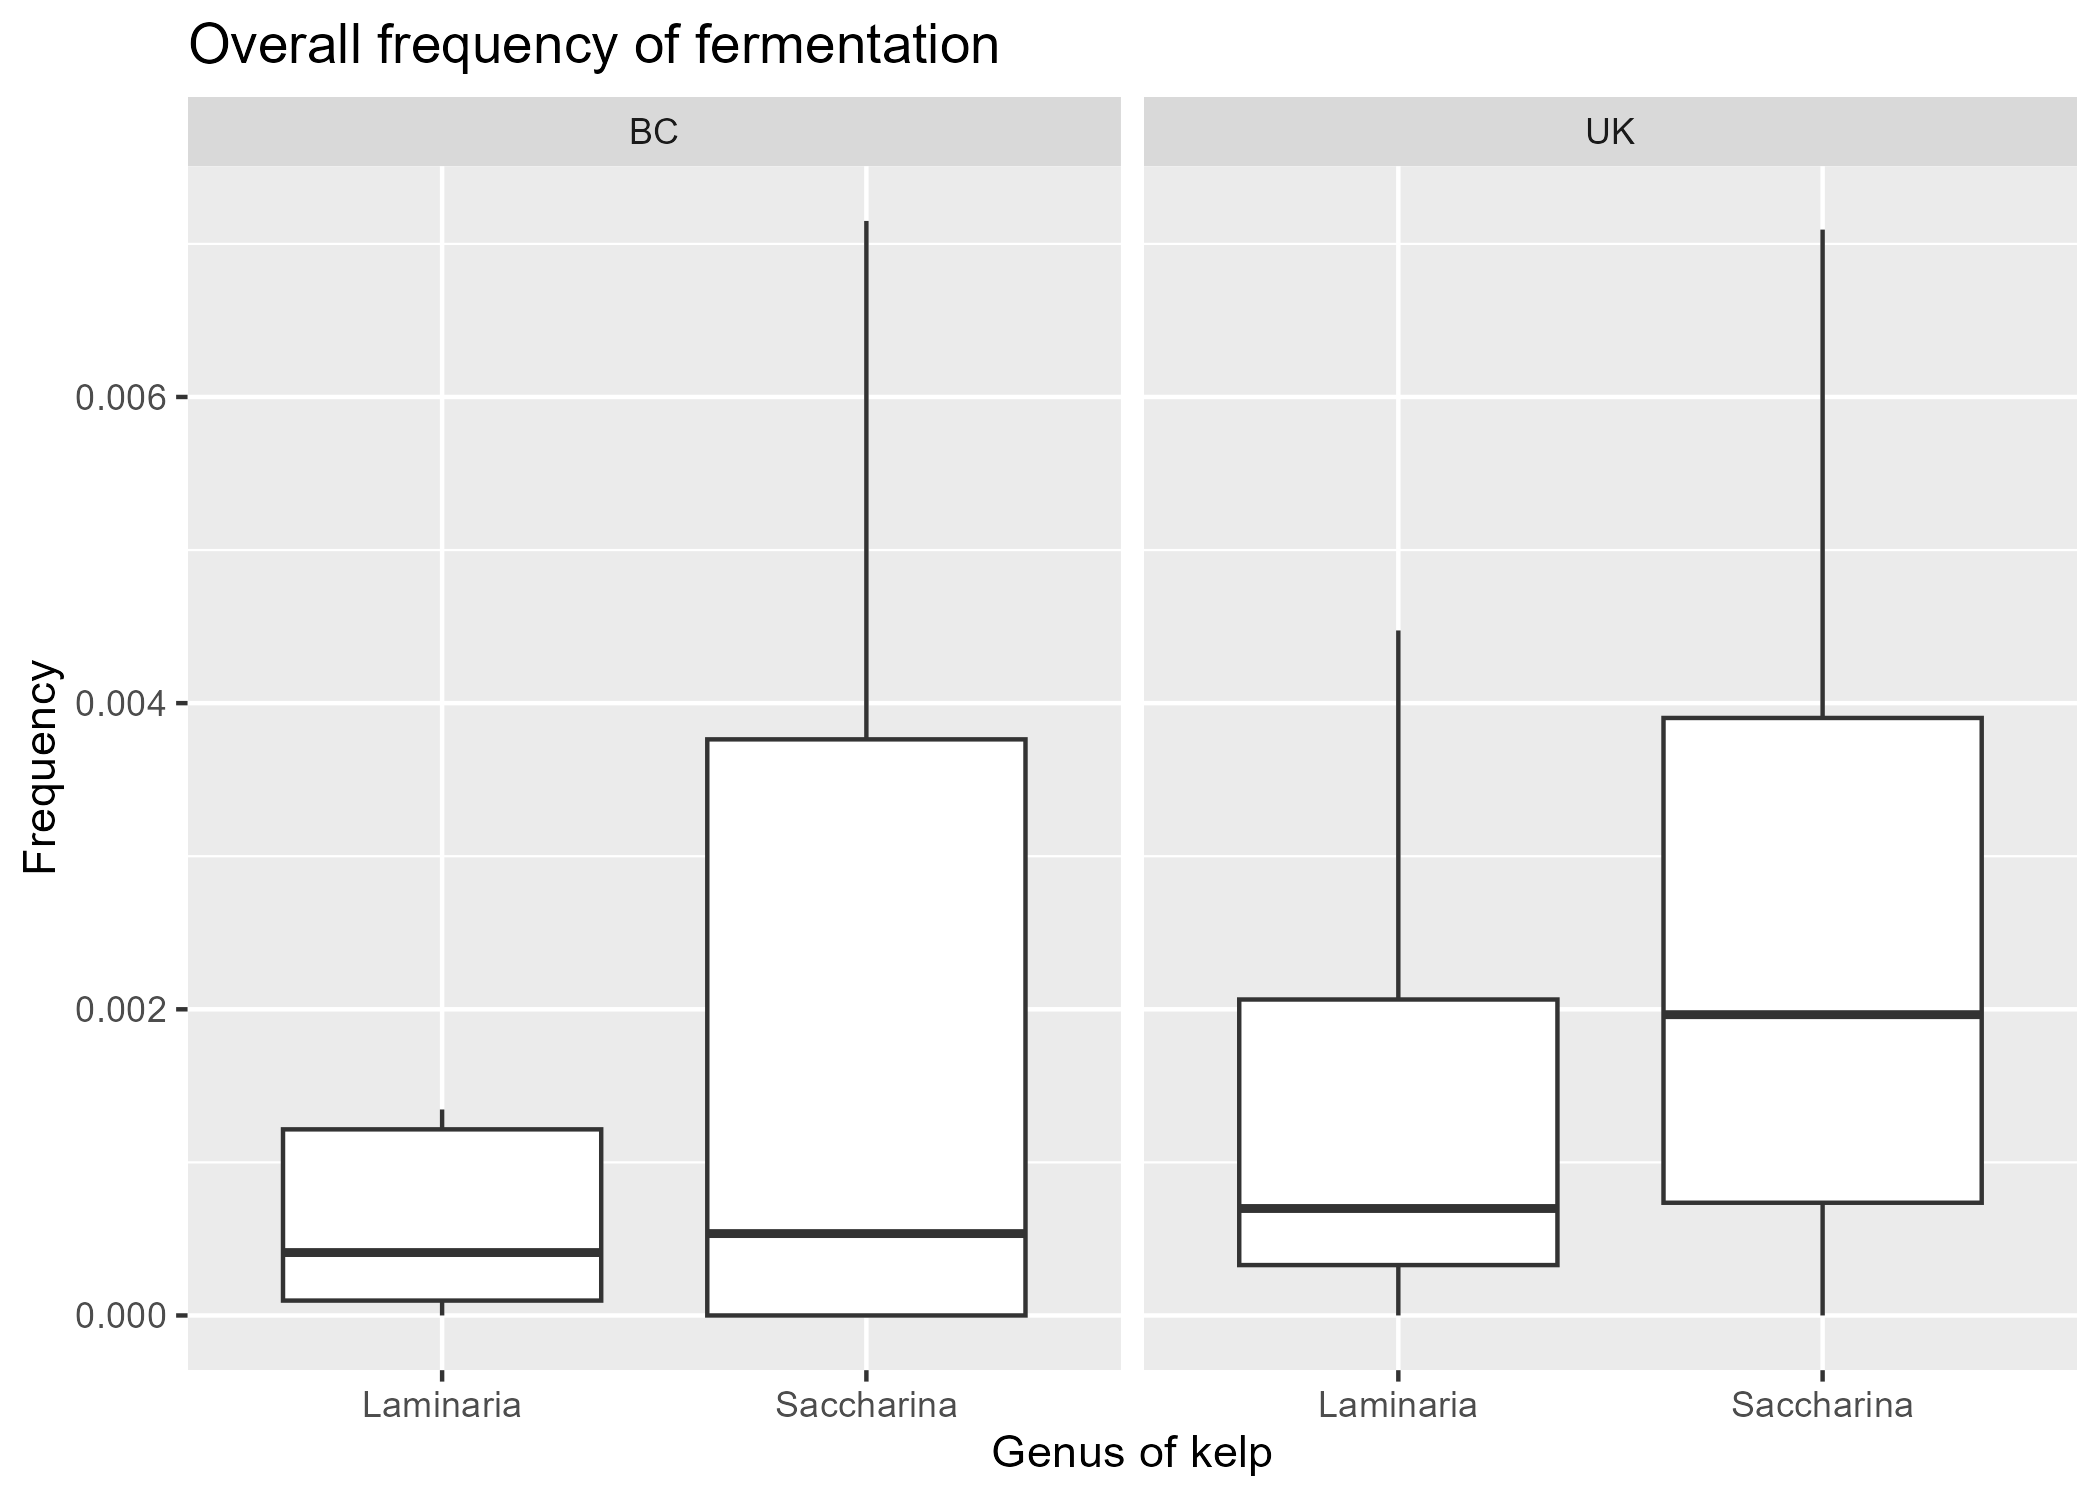 Overall frequency of fermentation
BC
UK
Frequency
0.006
0.004
0.002
0.000
Laminaria
Saccharina
Laminaria
Saccharina
Genus of kelp